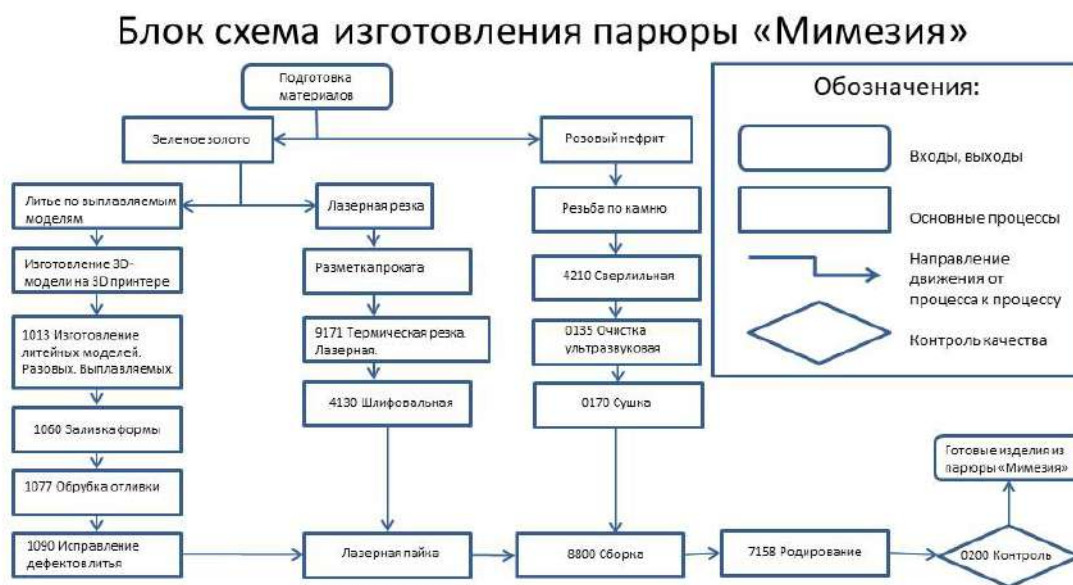 Блок схема изготовления парюры «Мимезия»
Подготовка
материалов
Зеленое золото
Розовый нефрит
Литье по выплавляемым
моделям
Лазерная резка
Резьба по камню
Изготовление 3D-
модели на 3D принтере
Разметка проката
4210 Сверлильная
1013 Изготовление
литейных моделей.
Разовых. Выплавляемых.
9171 Термическая резка.
Лазерная.
0135 Очистка
ультразвуковая
4130 Шлифовальная
0170 Сушка
1060 Заливка формы
1077 Обрубка отливки
1090 Исправление
дефектов литья
Лазерная пайка
8800 Сборка
7158 Родирование
0200 Контроль
Готовые изделия из
парюры «Мимезия»
Обозначения:
Входы, выходы
Основные процессы
Направление
движения от
процесса к процессу
Контроль качества